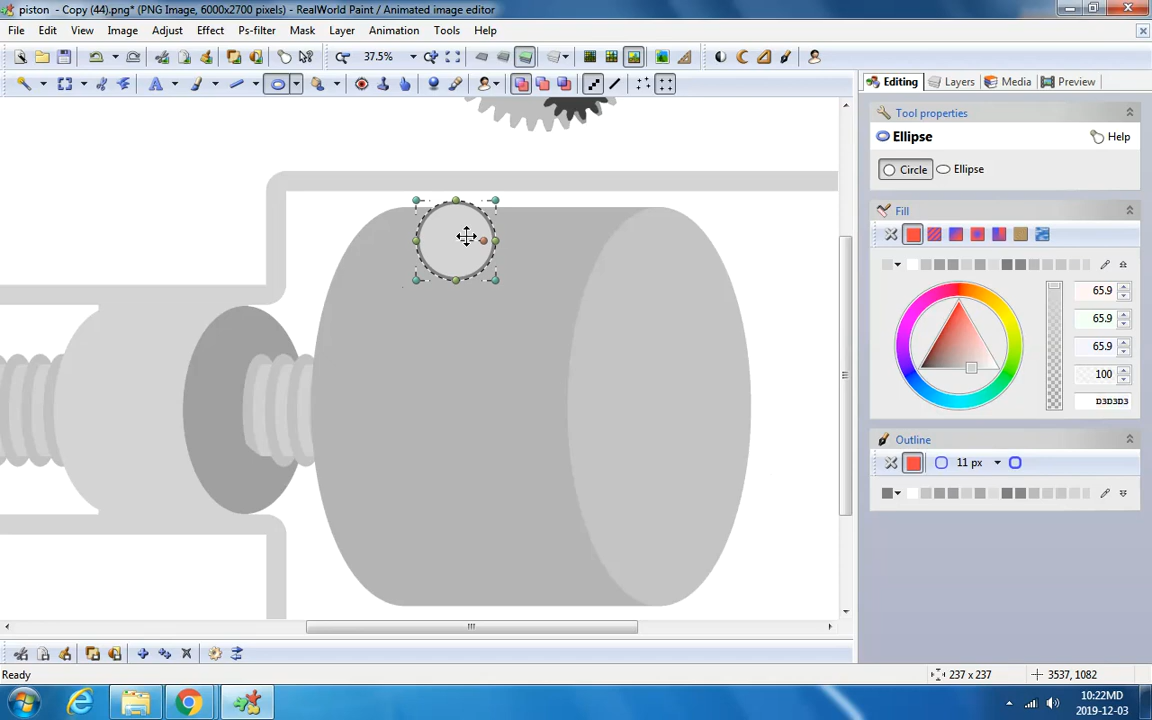 piston - Copy (44).png* (PNG Image, 6000x2700 pixels) - RealWorld Paint / Animated image editor
File Edit View Image Adjust Effect Ps-filter Mask Layer Animation Tools Help
37.5%
Editing Layers Media Preview
Tool properties
Ellipse Help
Circle Ellipse
Fill
65.9
65.9
65.9
100
D3D3D3
Outline
11 px
Ready 237 x 237 3537, 1082
10:22MD
2019-12-03